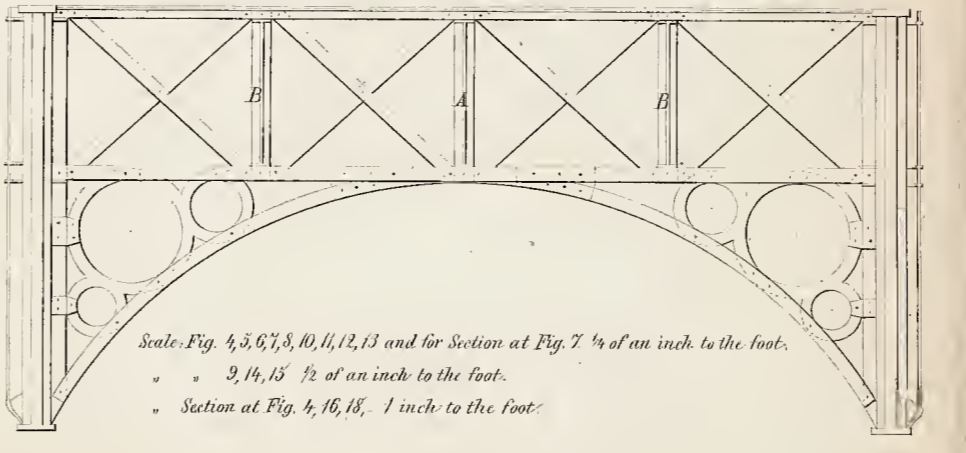 B A B
Scale: Fig. 4, 5, 6, 7, 8, 10, 11, 12, 13 and for Section at Fig. 7. ¼ of an inch to the foot.
„ „ 9, 14, 15 ½ of an inch to the foot.
„ Section at Fig. 4, 16, 18, - 1 inch to the foot.